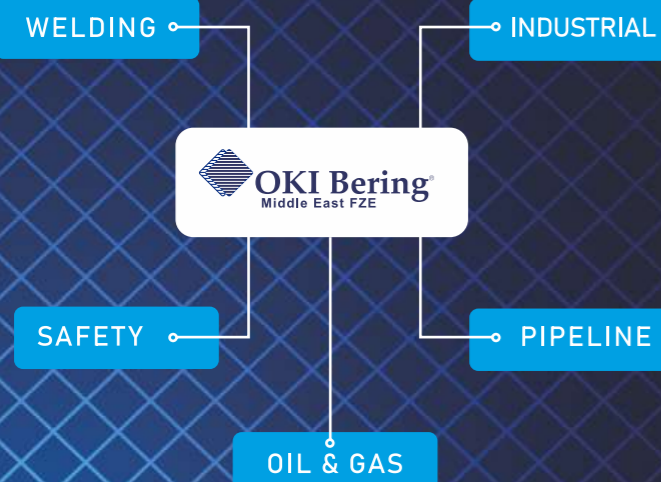 WELDING
INDUSTRIAL
OKI Bering®
Middle East FZE
SAFETY
PIPELINE
OIL & GAS